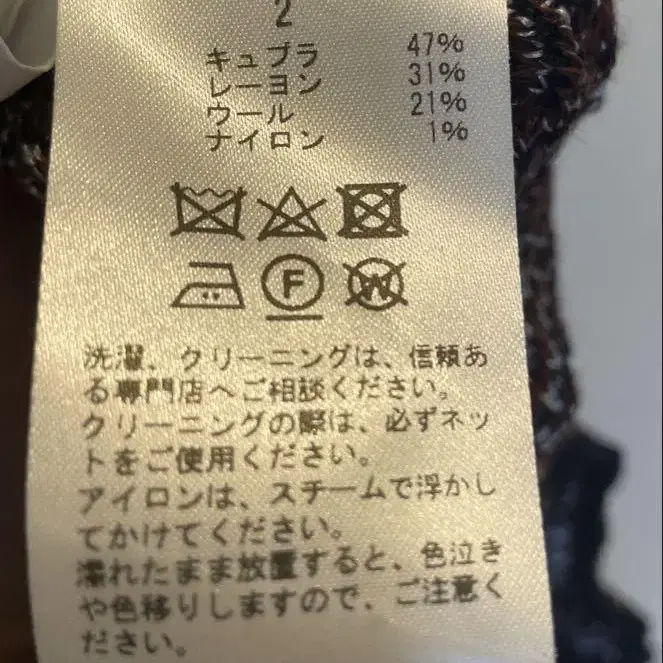 2
キュプラ 47%
レーヨン 31%
ウール 21%
ナイロン 1%
F
W
洗濯、クリーニングは、信頼あ
る専門店へご相談ください。
クリーニングの際は、必ずネッ
トをご使用ください。
アイロンは、スチームで浮かし
てかけてください。
濡れたまま放置すると、色泣き
や色移りしますので、ご注意く
ださい。